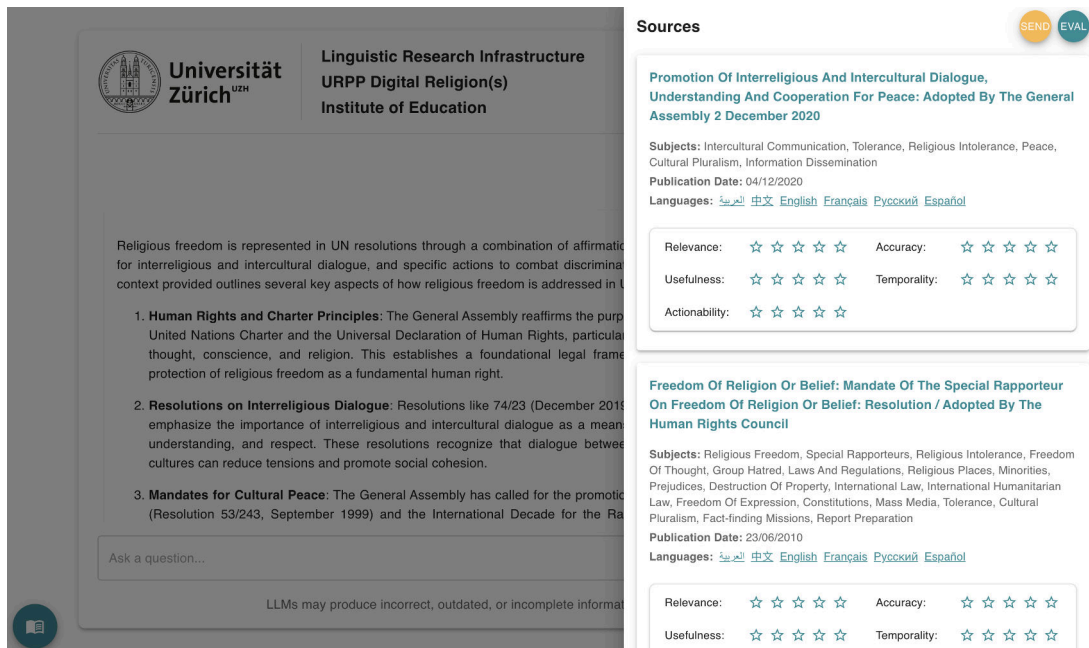 Universität
Zürich UZH
Linguistic Research Infrastructure
URPP Digital Religion(s)
Institute of Education
Religious freedom is represented in UN resolutions through a combination of
for interreligious and intercultural dialogue, and specific actions to combat
context provided outlines several key aspects of how religious freedom is addressed in
1. Human Rights and Charter Principles: The General Assembly reaffirms the
United Nations Charter and the Universal Declaration of Human Rights,
thought, conscience, and religion. This establishes a foundational legal
protection of religious freedom as a fundamental human right.
2. Resolutions on Interreligious Dialogue: Resolutions like 74/23 (December
emphasize the importance of interreligious and intercultural dialogue as a
understanding, and respect. These resolutions recognize that dialogue
cultures can reduce tensions and promote social cohesion.
3. Mandates for Cultural Peace: The General Assembly has called for the
(Resolution 53/243, September 1999) and the International Decade for the
Ask a question...
LLMs may produce incorrect, outdated, or incomplete
Sources
SEND
EVAL
Promotion Of Interreligious And Intercultural Dialogue,
Understanding And Cooperation For Peace: Adopted By The General
Assembly 2 December 2020
Subjects: Intercultural Communication, Tolerance, Religious Intolerance, Peace,
Cultural Pluralism, Information Dissemination
Publication Date: 04/12/2020
Languages: العربية 中文 English Français Русский Español
Relevance: Accuracy:
Usefulness: Temporality:
Actionability:
Freedom Of Religion Or Belief: Mandate Of The Special Rapporteur
On Freedom Of Religion Or Belief: Resolution / Adopted By The
Human Rights Council
Subjects: Religious Freedom, Special Rapporteurs, Religious Intolerance, Freedom
Of Thought, Group Hatred, Laws And Regulations, Religious Places, Minorities,
Prejudices, Destruction Of Property, International Law, International Humanitarian
Law, Freedom Of Expression, Constitutions, Mass Media, Tolerance, Cultural
Pluralism, Fact-finding Missions, Report Preparation
Publication Date: 23/06/2010
Languages: العربية 中文 English Français Русский Español
Relevance: Accuracy:
Usefulness: Temporality: